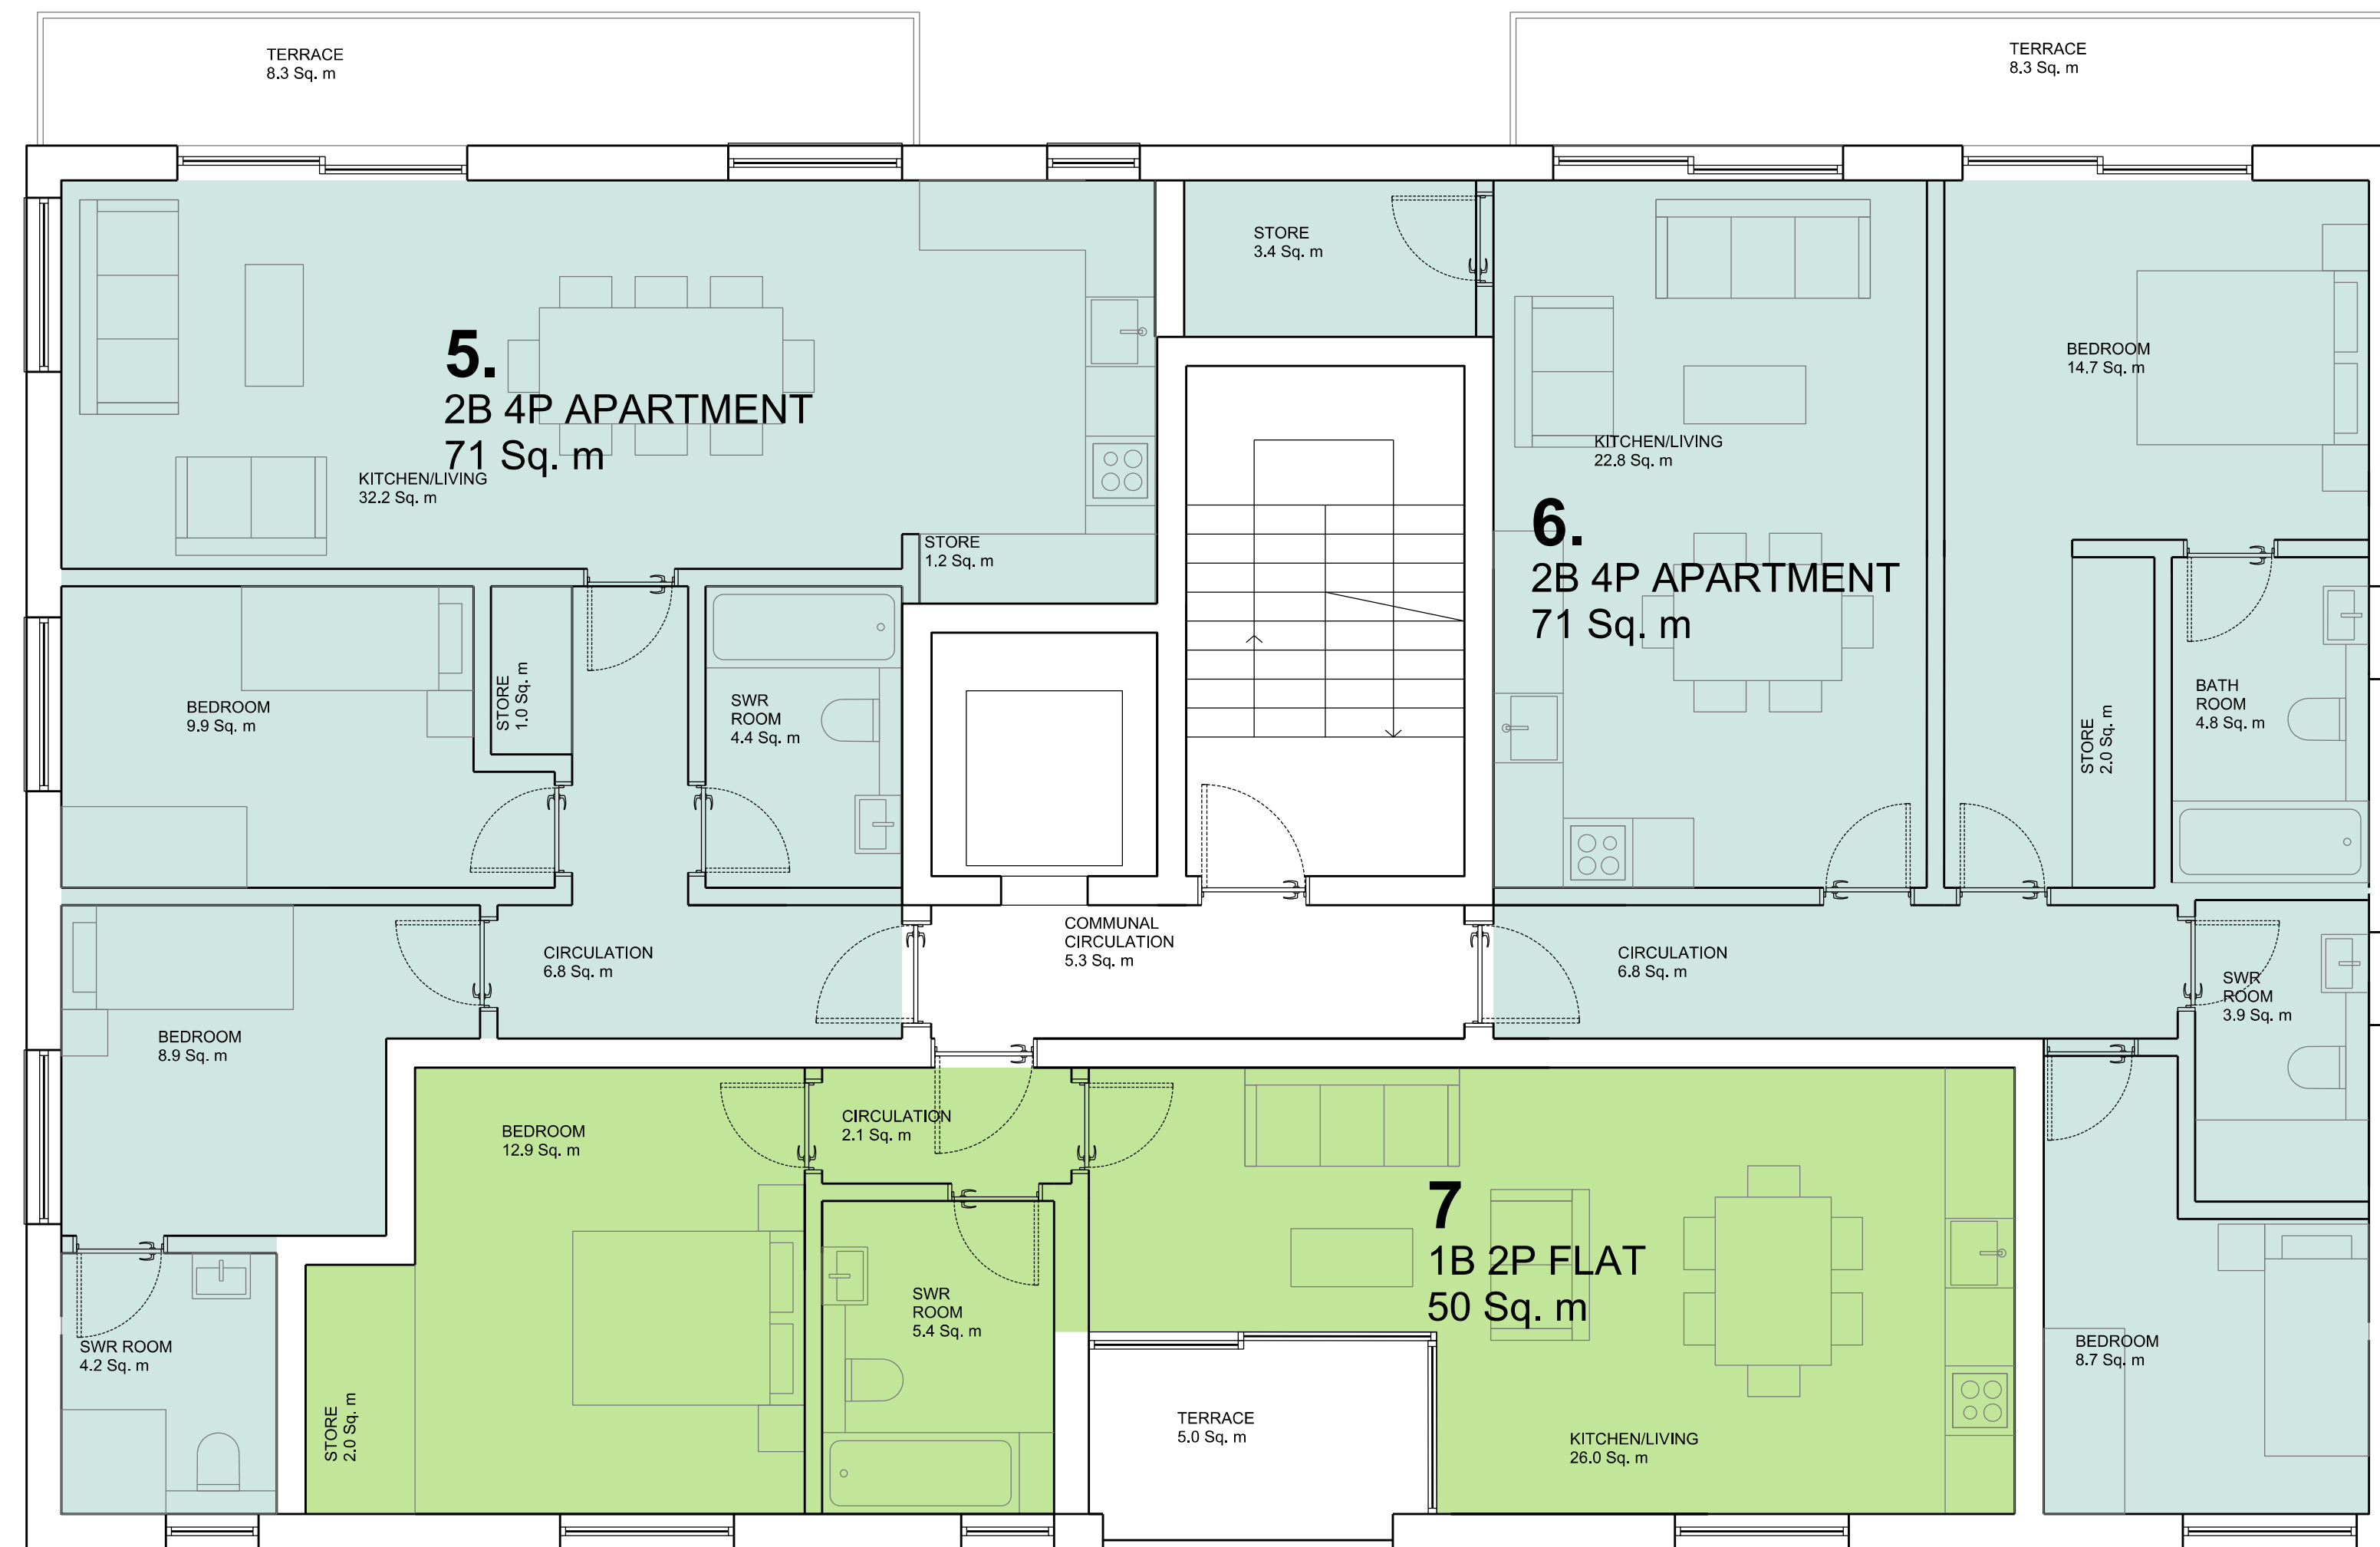 TERRACE
8.3 Sq. m
TERRACE
8.3 Sq. m
STORE
3.4 Sq. m
5.
2B 4P APARTMENT
71 Sq. m
KITCHEN/LIVING
32.2 Sq. m
BEDROOM
14.7 Sq. m
KITCHEN/LIVING
22.8 Sq. m
6.
2B 4P APARTMENT
71 Sq. m
STORE
1.2 Sq. m
BEDROOM
9.9 Sq. m
STORE
1.0 Sq. m
SWR
ROOM
4.4 Sq. m
STORE
2.0 Sq. m
BATH
ROOM
4.8 Sq. m
CIRCULATION
6.8 Sq. m
COMMUNAL
CIRCULATION
5.3 Sq. m
CIRCULATION
6.8 Sq. m
SWR
ROOM
3.9 Sq. m
BEDROOM
8.9 Sq. m
BEDROOM
12.9 Sq. m
CIRCULATION
2.1 Sq. m
7
1B 2P FLAT
50 Sq. m
SWR
ROOM
5.4 Sq. m
SWR ROOM
4.2 Sq. m
STORE
2.0 Sq. m
TERRACE
5.0 Sq. m
KITCHEN/LIVING
26.0 Sq. m
BEDROOM
8.7 Sq. m